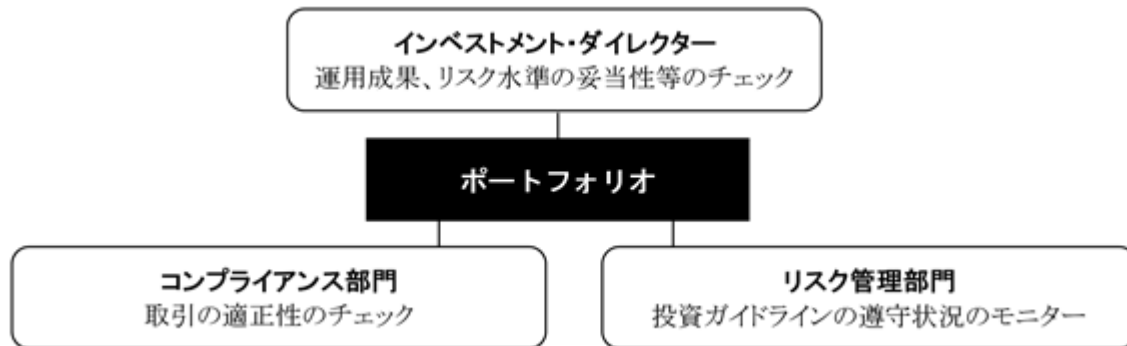 インベストメント・ダイレクター
運用成果、リスク水準の妥当性等のチェック
ポートフォリオ
コンプライアンス部門
取引の適正性のチェック
リスク管理部門
投資ガイドラインの遵守状況のモニター